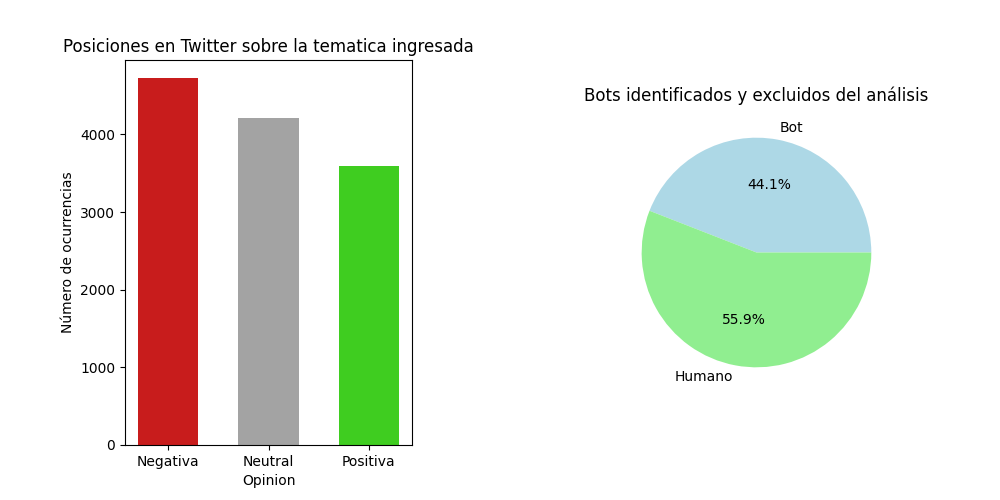 Posiciones en Twitter sobre la tematica ingresada
Número de ocurrencias
4000
3000
2000
1000
0
Negativa
Neutral
Positiva
Opinion
Bots identificados y excluidos del análisis
Bot
44.1%
55.9%
Humano